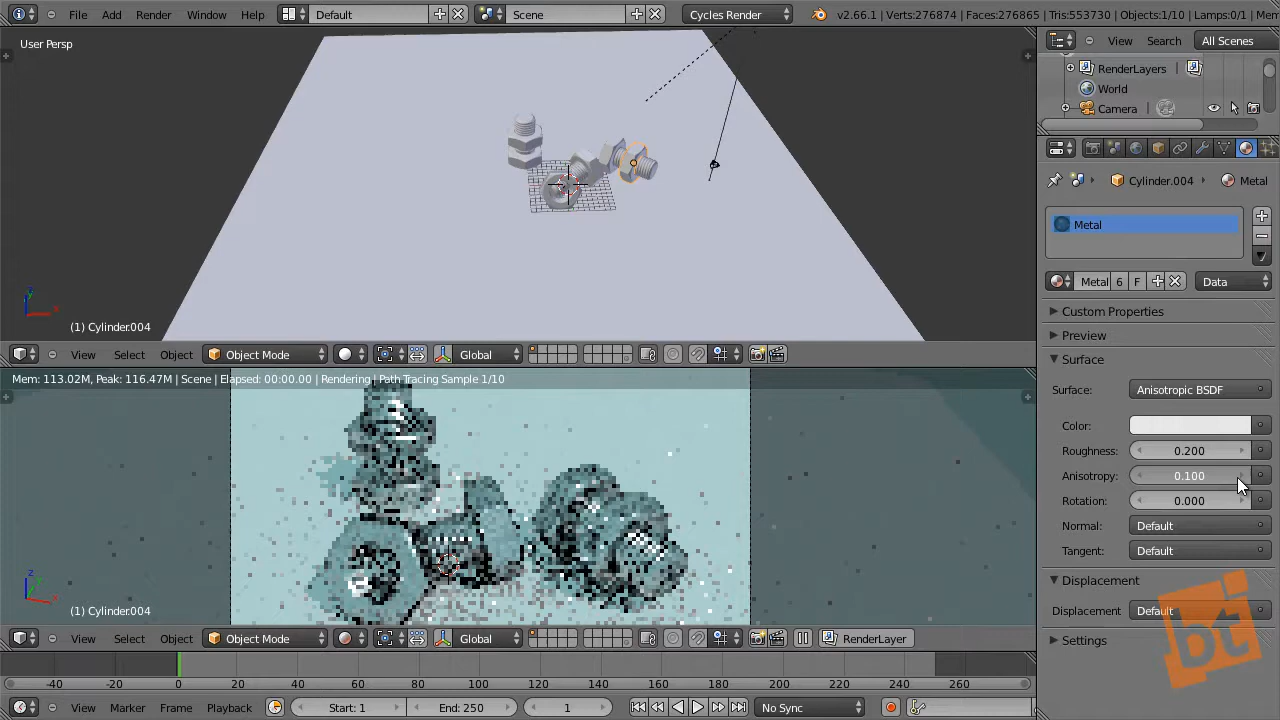 File Add Render Window Help Default Scene Cycles Render v2.66.1 | Verts:276874 | Faces:276865 | Tris:553730 | Objects:1/10 | Lamps:0/1 | Mem
User Persp
(1) Cylinder.004
View Select Object Object Mode Global
Mem: 113.02M, Peak: 116.47M | Scene | Elapsed: 00:00.00 | Rendering | Path Tracing Sample 1/10
(1) Cylinder.004
View Select Object Object Mode Global RenderLayer
-40 -20 0 20 40 60 80 100 120 140 160 180 200 220 240 260
View Marker Frame Playback Start: 1 End: 250 1 No Sync
View Search All Scenes
RenderLayers
World
Camera
Cylinder.004 Metal
Metal
Metal 6 F Data
Custom Properties
Preview
Surface
Surface: Anisotropic BSDF
Color:
Roughness: 0.200
Anisotropy: 0.100
Rotation: 0.000
Normal: Default
Tangent: Default
Displacement
Displacement Default
Settings
bt